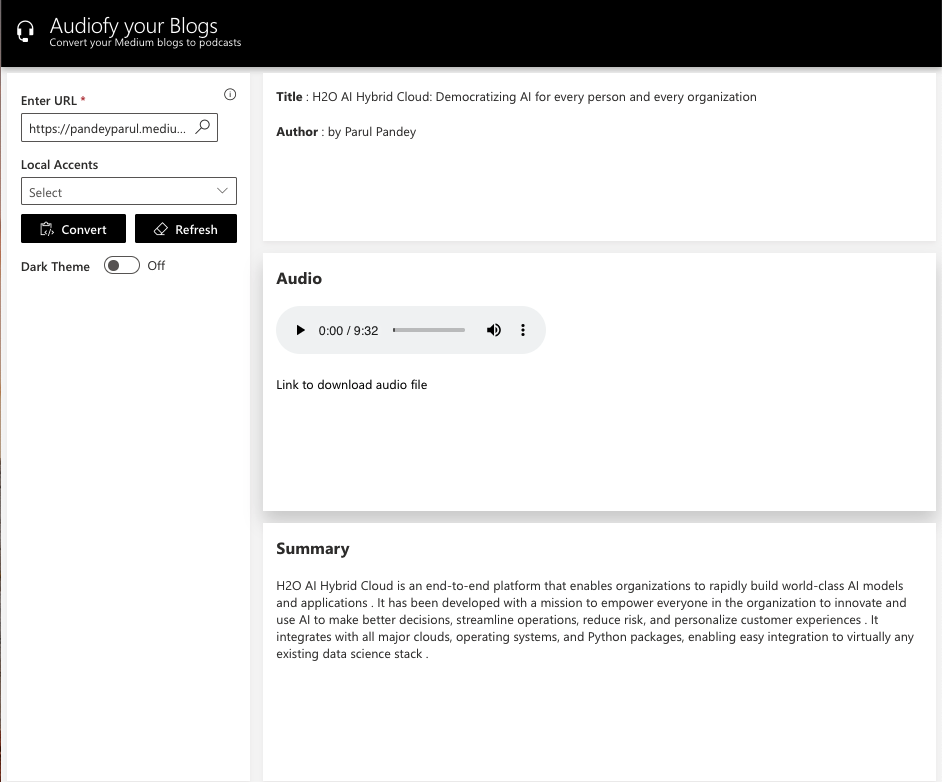 Audiofy your Blogs
Convert your Medium blogs to podcasts
Enter URL *
https://pandeyparul.mediu...
Local Accents
Select
Convert
Refresh
Dark Theme
Off
Title : H2O AI Hybrid Cloud: Democratizing AI for every person and every organization
Author : by Parul Pandey
Audio
0:00 / 9:32
Link to download audio file
Summary
H2O AI Hybrid Cloud is an end-to-end platform that enables organizations to rapidly build world-class AI models
and applications . It has been developed with a mission to empower everyone in the organization to innovate and
use AI to make better decisions, streamline operations, reduce risk, and personalize customer experiences . It
integrates with all major clouds, operating systems, and Python packages, enabling easy integration to virtually any
existing data science stack .